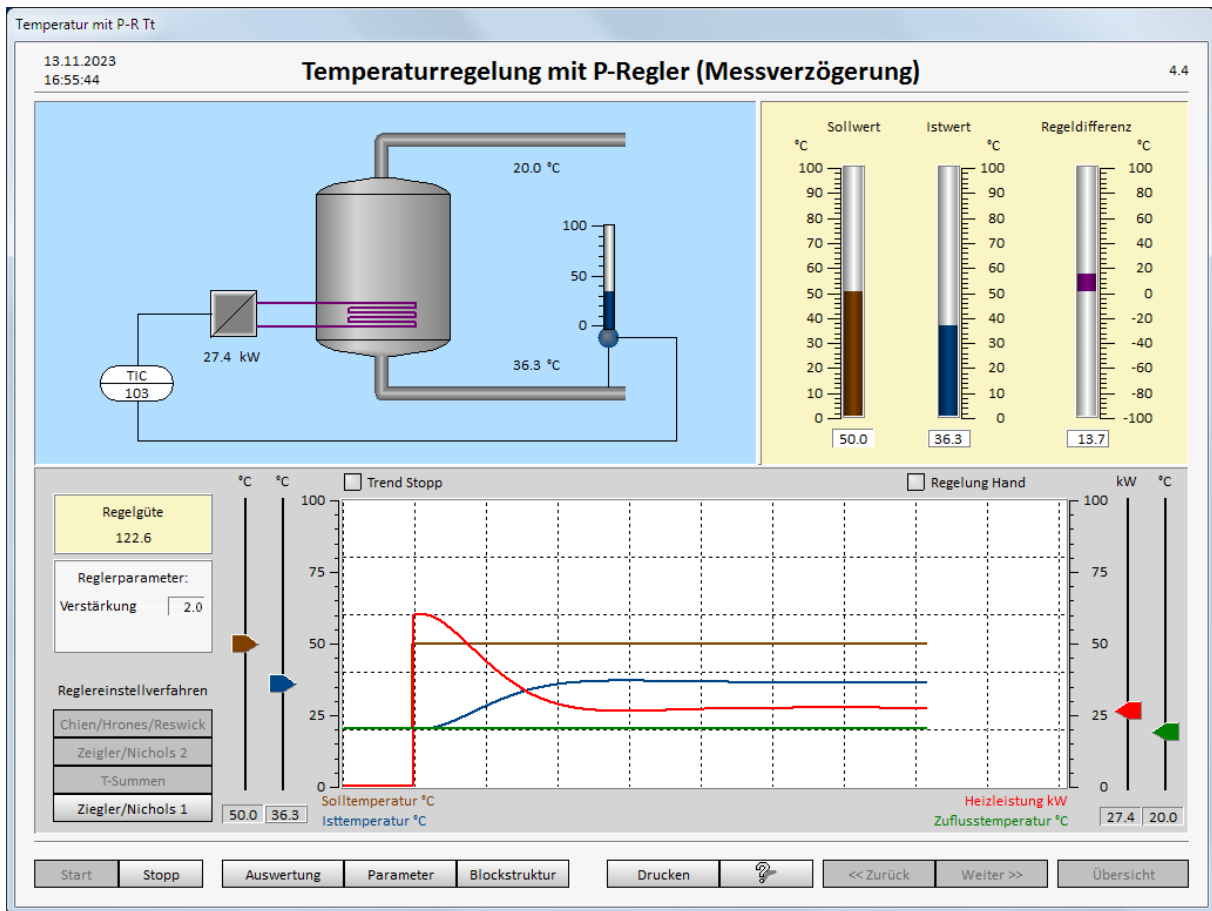 Temperatur mit P-R Tt
13.11.2023
16:55:44
Temperaturregelung mit P-Regler (Messverzögerung)
4.4
20.0 °C
100
50
0
27.4 kW
36.3 °C
TIC
103
Sollwert Istwert Regeldifferenz
°C °C °C
100 100 100
90 90 80
80 80 60
70 70 40
60 60 20
50 50 0
40 40 -20
30 30 -40
20 20 -60
10 10 -80
0 0 -100
50.0 36.3 13.7
°C °C Trend Stopp Regelung Hand kW °C
Regelgüte
122.6
Reglerparameter:
Verstärkung 2.0
Reglereinstellverfahren
Chien/Hrones/Reswick
Zeigler/Nichols 2
T-Summen
Ziegler/Nichols 1
50.0 36.3
100 100
75 75
50 50
25 25
0 0
Solltemperatur °C Heizleistung kW
Isttemperatur °C Zuflusstemperatur °C
27.4 20.0
Start Stopp Auswertung Parameter Blockstruktur Drucken << Zurück Weiter >> Übersicht